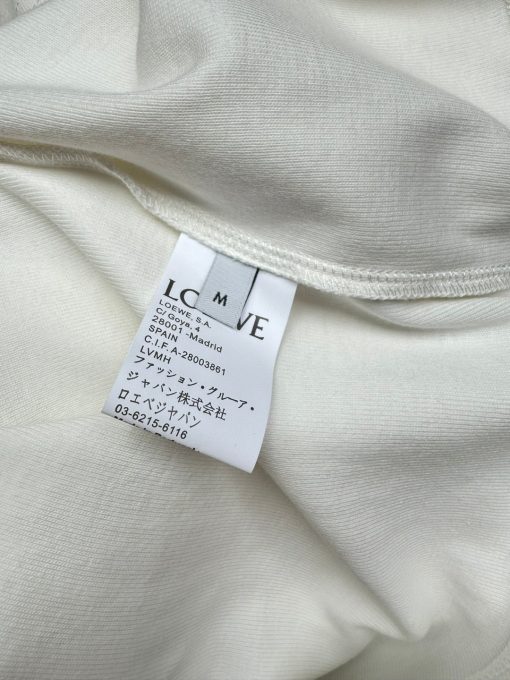 M
LOEWE
LOEWE, S.A.
C/ Goya, 4
28001 -Madrid
SPAIN
C.I.F. A-28003861
LVMH
ファッション・グループ・
ジャパン株式会社
ロエベジャパン
03-6215-6116